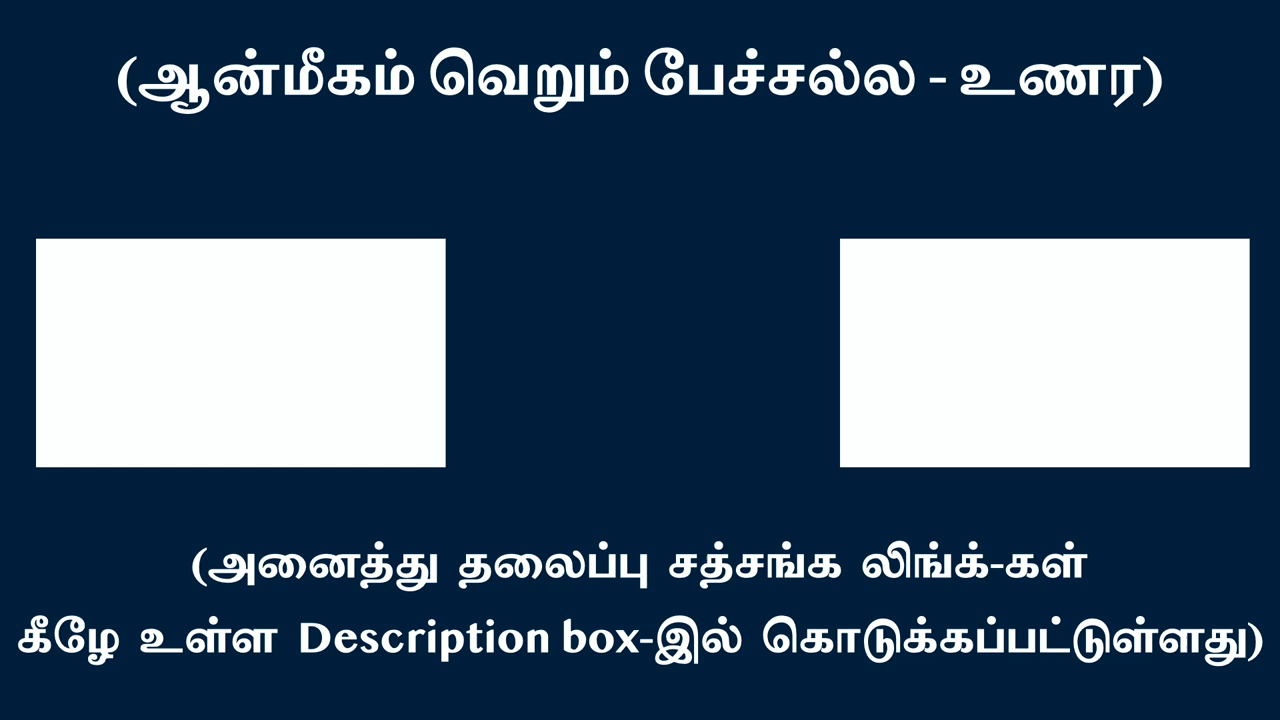 (ஆன்மீகம் வெறும் பேச்சல்ல - உணர)
(அனைத்து தலைப்பு சத்சங்க லிங்க்-கள்
கீழே உள்ள Description box-இல் கொடுக்கப்பட்டுள்ளது)